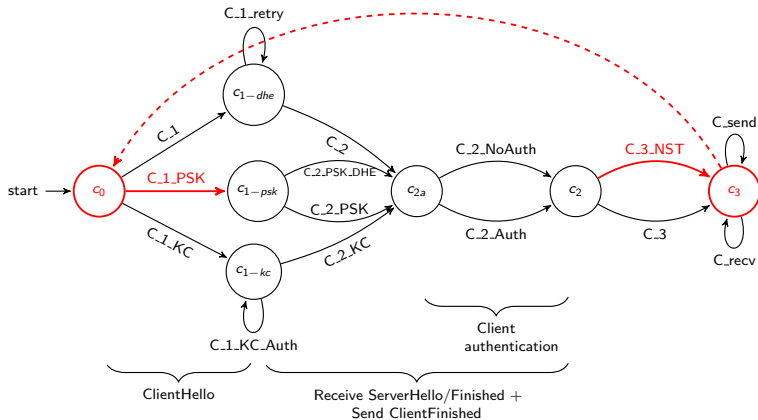 C_1_retry
c1−dhe
C_send
C_1
C_2
C_2_NoAuth
C_3_NST
C_1_PSK
C_2_PSK_DHE
start
c0
c1−psk
c2a
c2
c3
C_2_PSK
C_1_KC
C_2_KC
C_2_Auth
C_3
c1−kc
C_recv
C_1_KC_Auth
Client
authentication
ClientHello
Receive ServerHello/Finished +
Send ClientFinished